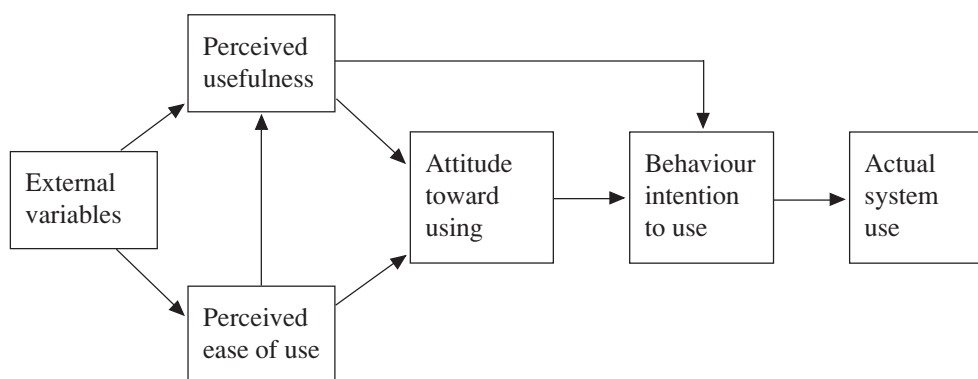 Perceived
usefulness
External
variables
Attitude
toward
using
Behaviour
intention
to use
Actual
system
use
Perceived
ease of use